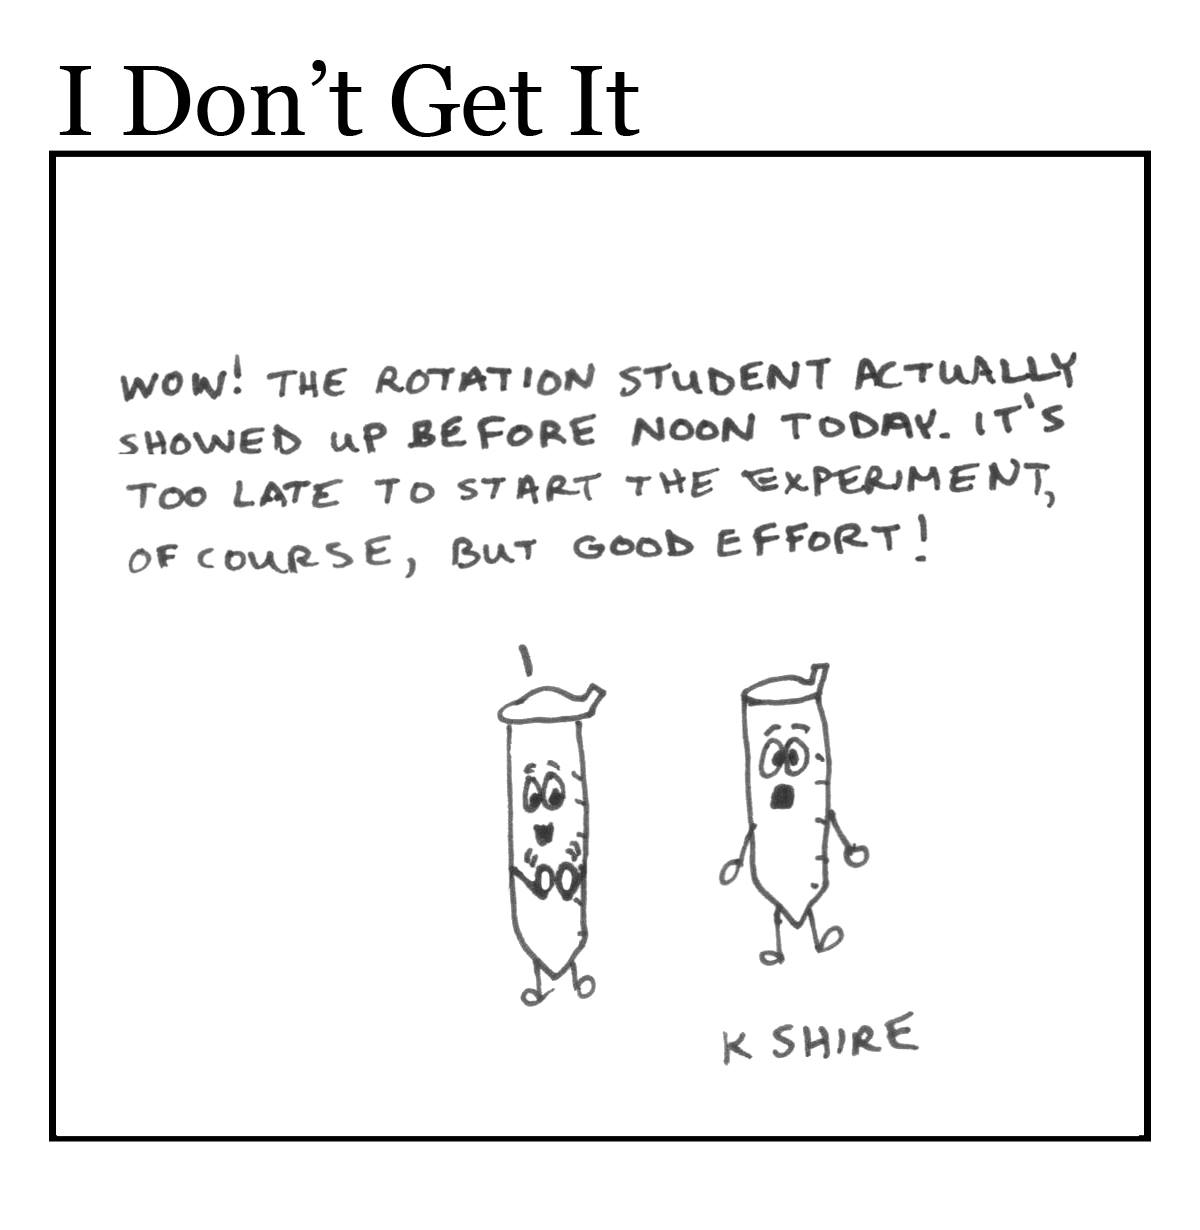 I Don’t Get It
WOW! THE ROTATION STUDENT ACTUALLY
SHOWED UP BEFORE NOON TODAY. IT'S
TOO LATE TO START THE EXPERIMENT,
OF COURSE, BUT GOOD EFFORT!
K SHIRE